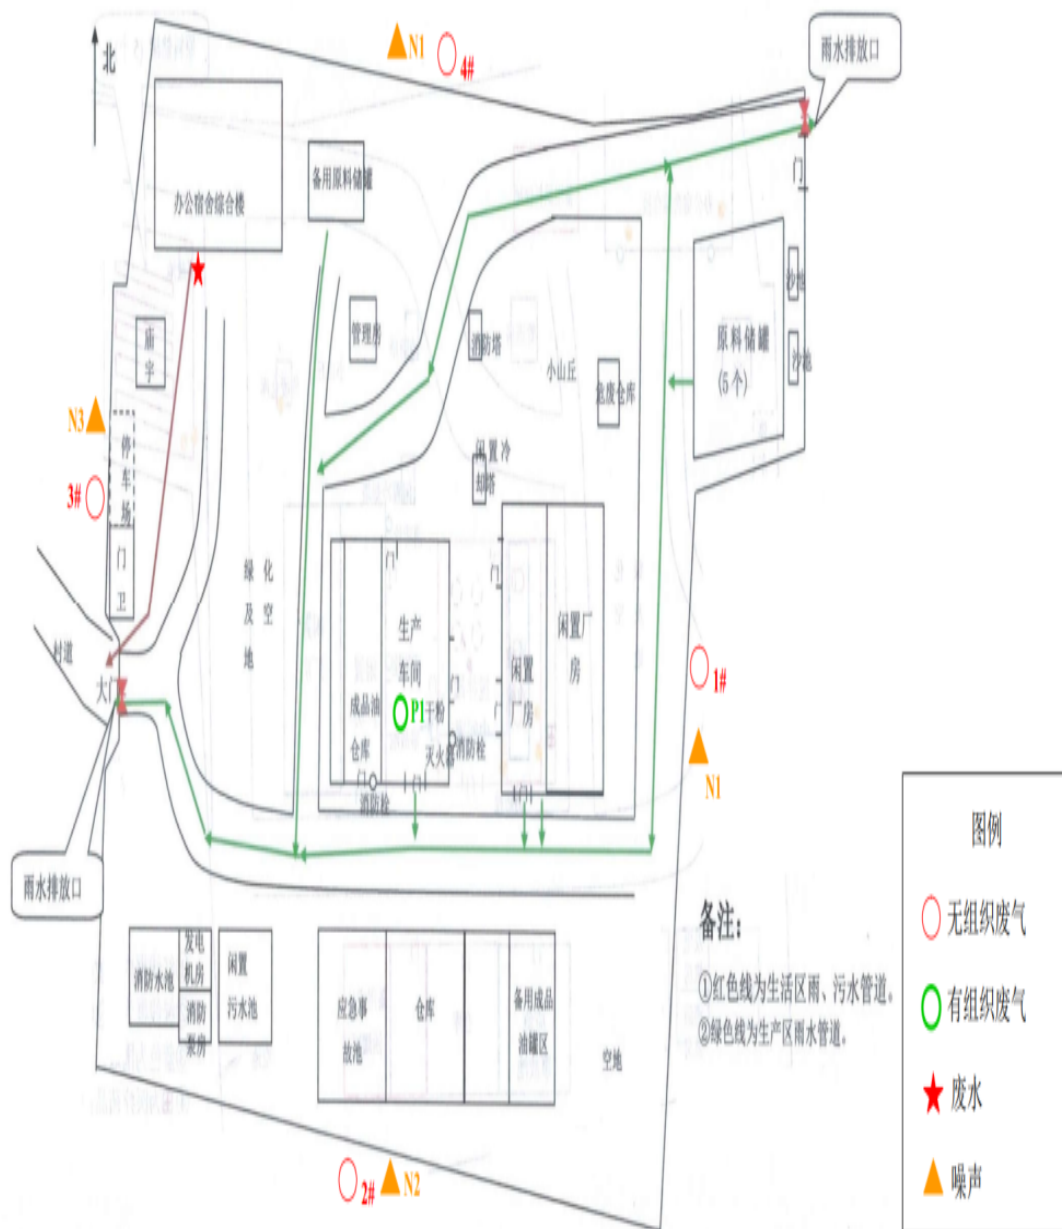 N1
4#
雨水排放口
北
门
备用原料储罐
办公宿舍综合楼
沙池
庙
宇
管理房
消防塔
原料储罐
(5个)
沙池
小山丘
危废仓库
N3
停
车
场
闲置冷
却塔
3#
门
卫
绿 化
及 空
地
门
门
生产
车间
闲置厂
房
村道
大门
闲置
厂房
1#
门
门
成品油
仓库
P1
干粉
灭火器
消防栓
N1
门
门
门
消防栓
雨水排放口
图例
无组织废气
有组织废气
废水
噪声
备注：
①红色线为生活区雨、污水管道。
②绿色线为生产区雨水管道。
消防水池
发电
机房
消防
泵房
闲置
污水池
应急事
故池
仓库
备用成品
油罐区
空地
2#
N2